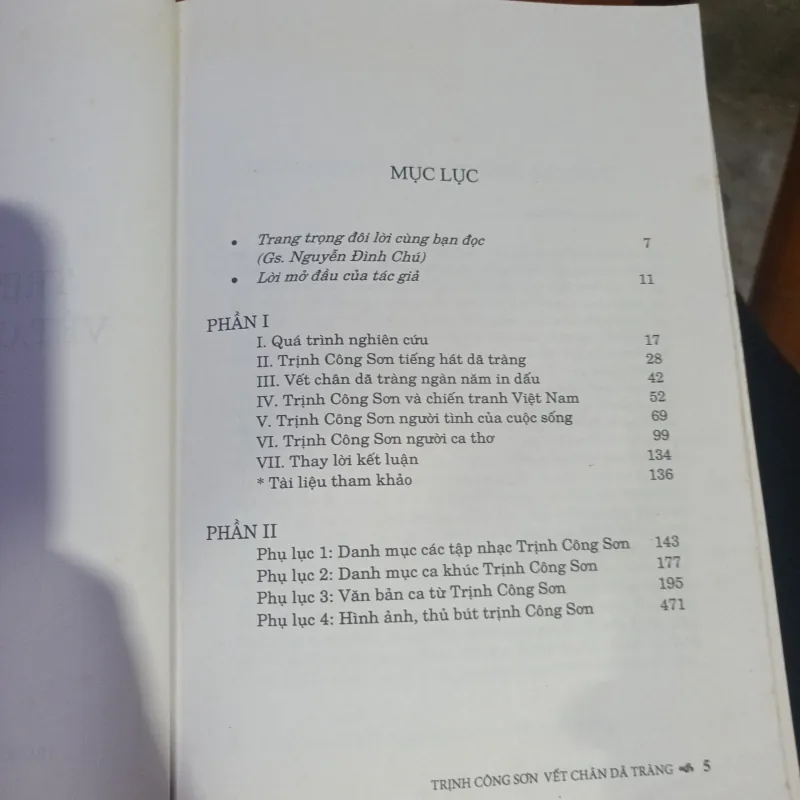 MỤC LỤC
• Trang trọng đôi lời cùng bạn đọc 7
(Gs. Nguyễn Đình Chú)
• Lời mở đầu của tác giả 11
PHẦN I
I. Quá trình nghiên cứu 17
II. Trịnh Công Sơn tiếng hát dã tràng 28
III. Vết chân dã tràng ngàn năm in dấu 42
IV. Trịnh Công Sơn và chiến tranh Việt Nam 52
V. Trịnh Công Sơn người tình của cuộc sống 69
VI. Trịnh Công Sơn người ca thơ 99
VII. Thay lời kết luận 134
* Tài liệu tham khảo 136
PHẦN II
Phụ lục 1: Danh mục các tập nhạc Trịnh Công Sơn 143
Phụ lục 2: Danh mục ca khúc Trịnh Công Sơn 177
Phụ lục 3: Văn bản ca từ Trịnh Công Sơn 195
Phụ lục 4: Hình ảnh, thủ bút trịnh Công Sơn 471
TRỊNH CÔNG SƠN VẾT CHÂN DÃ TRÀNG 5